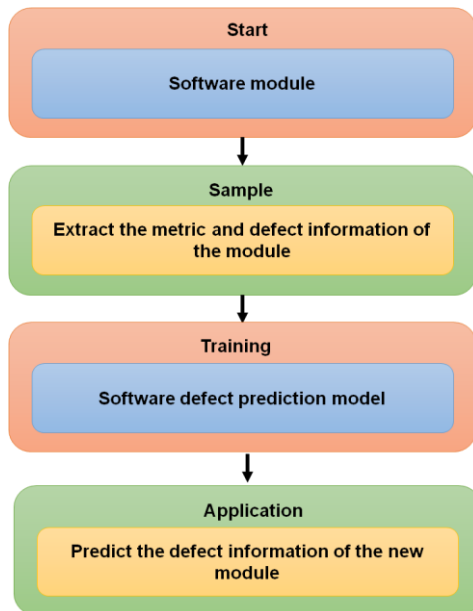 Start
Software module
Sample
Extract the metric and defect information of
the module
Training
Software defect prediction model
Application
Predict the defect information of the new
module